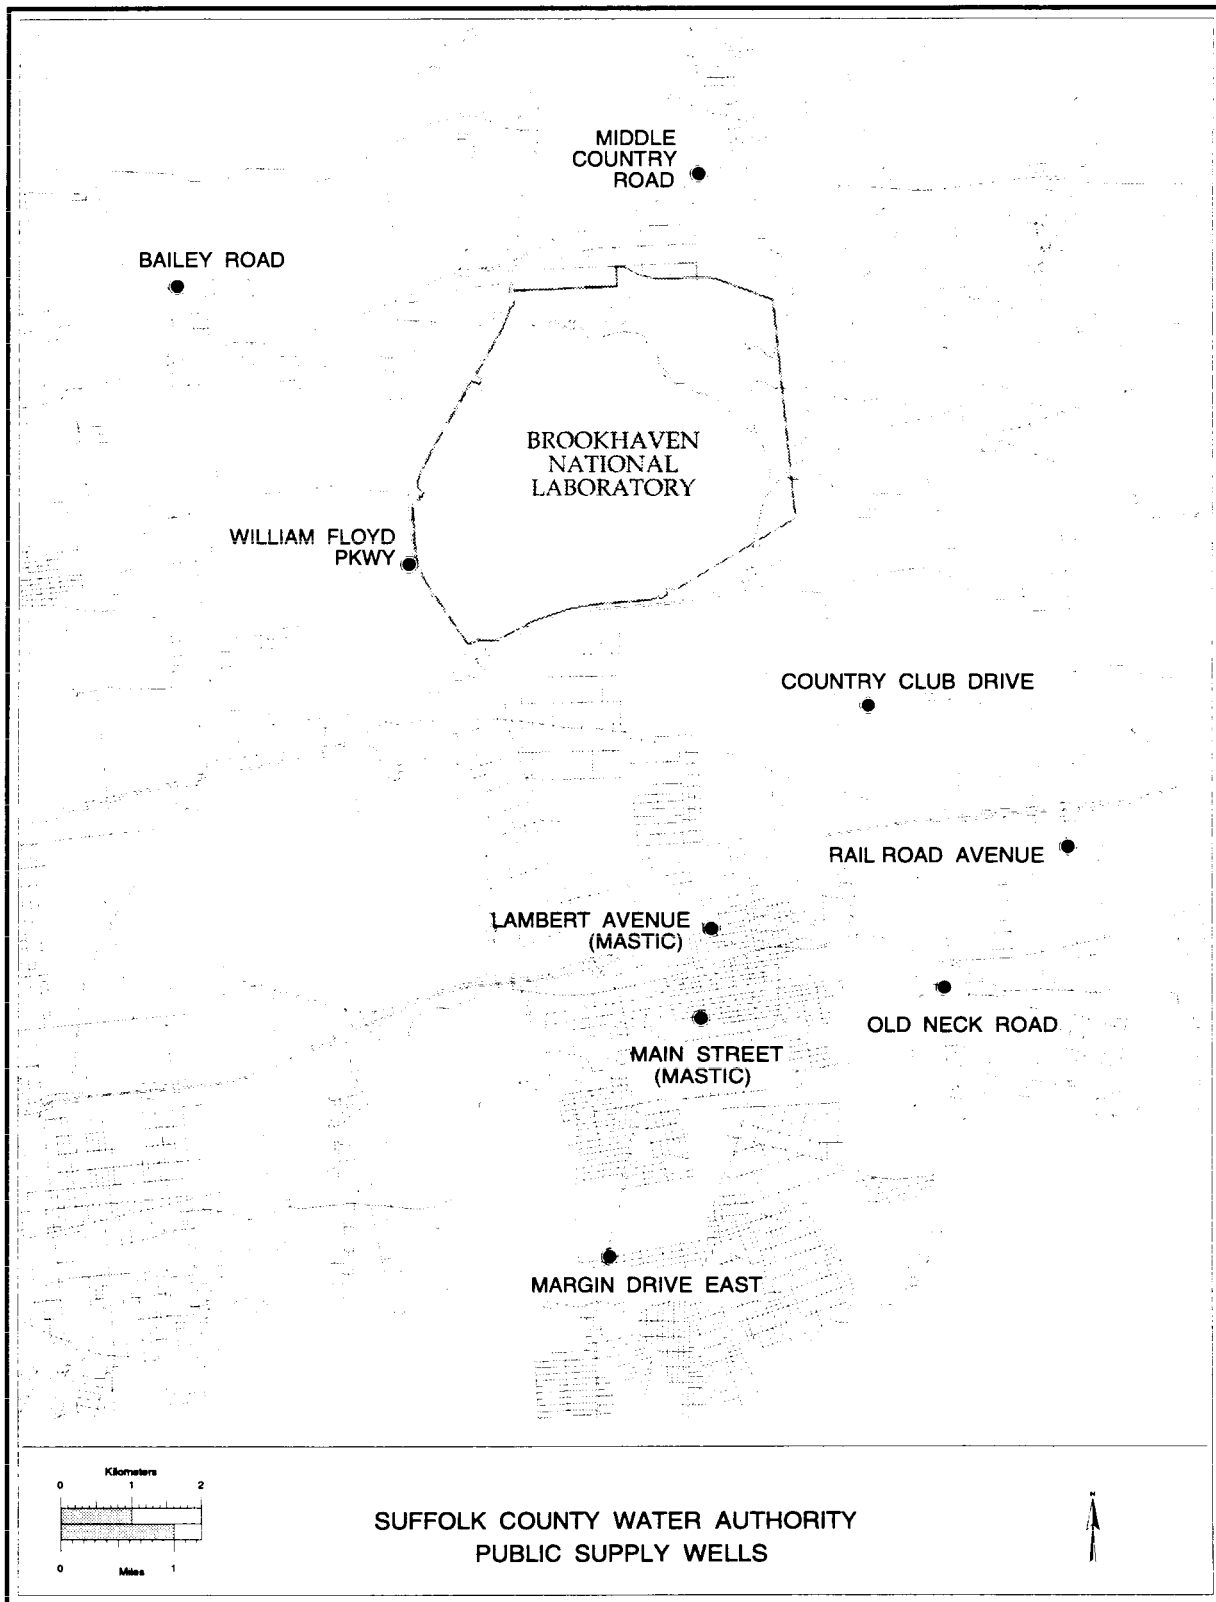 MIDDLE
COUNTRY
ROAD
BAILEY ROAD
BROOKHAVEN
NATIONAL
LABORATORY
WILLIAM FLOYD
PKWY
COUNTRY CLUB DRIVE
RAIL ROAD AVENUE
LAMBERT AVENUE
(MASTIC)
OLD NECK ROAD
MAIN STREET
(MASTIC)
MARGIN DRIVE EAST
Kilometers
0 1 2
0 Miles 1
SUFFOLK COUNTY WATER AUTHORITY
PUBLIC SUPPLY WELLS
N